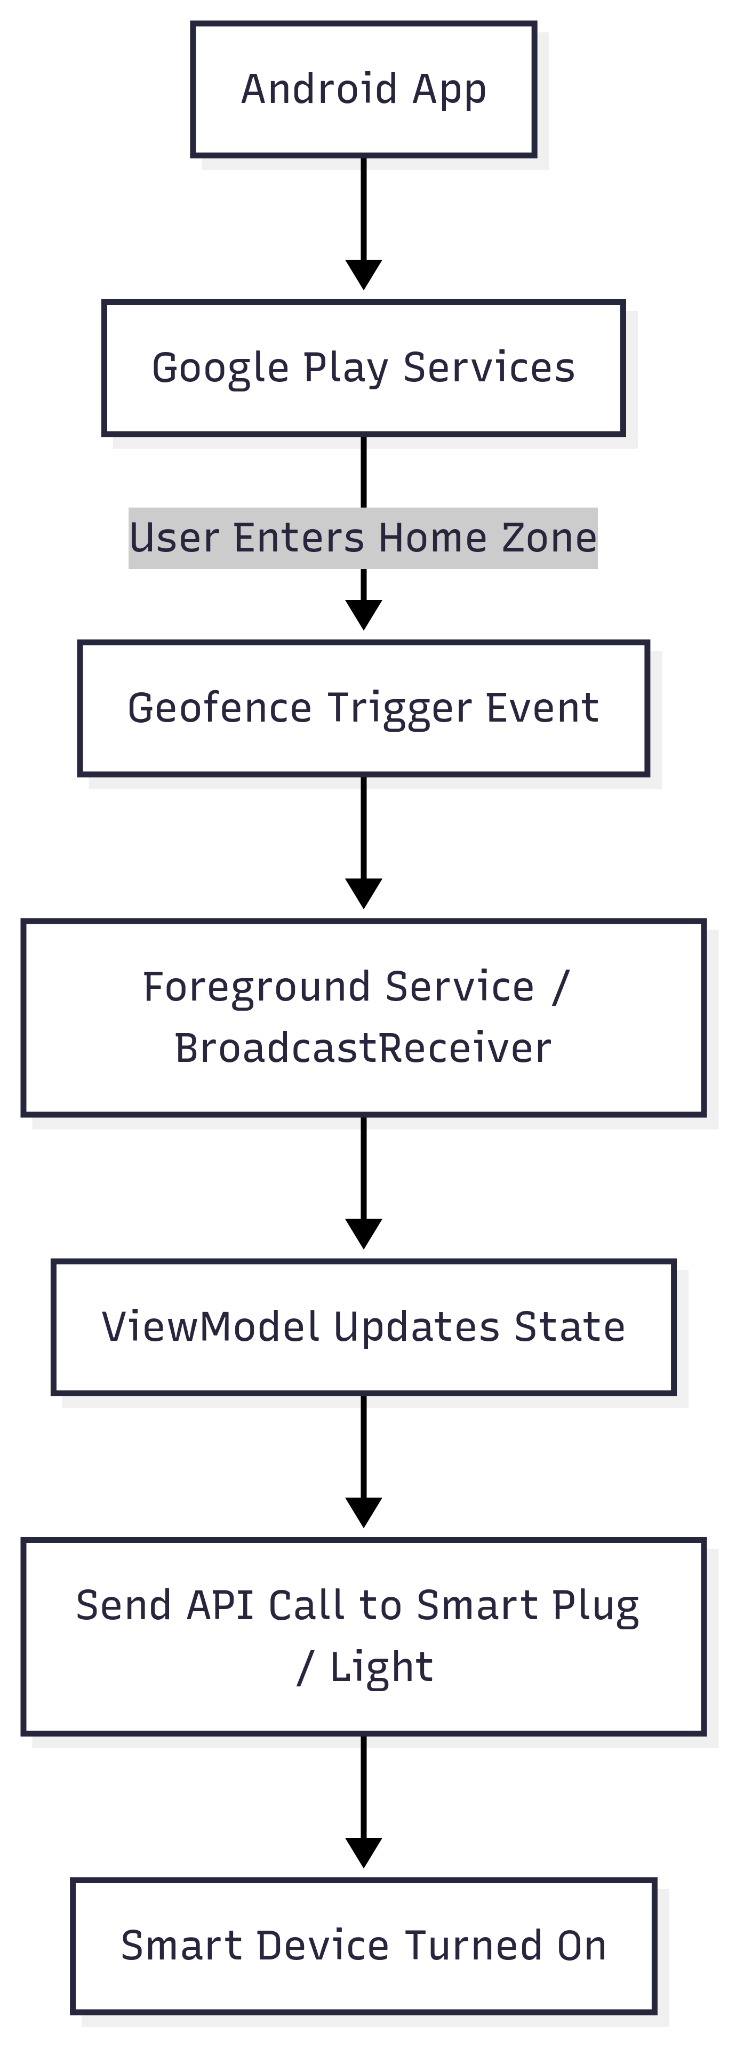 Android App
Google Play Services
User Enters Home Zone
Geofence Trigger Event
Foreground Service /
BroadcastReceiver
ViewModel Updates State
Send API Call to Smart Plug
/ Light
Smart Device Turned On